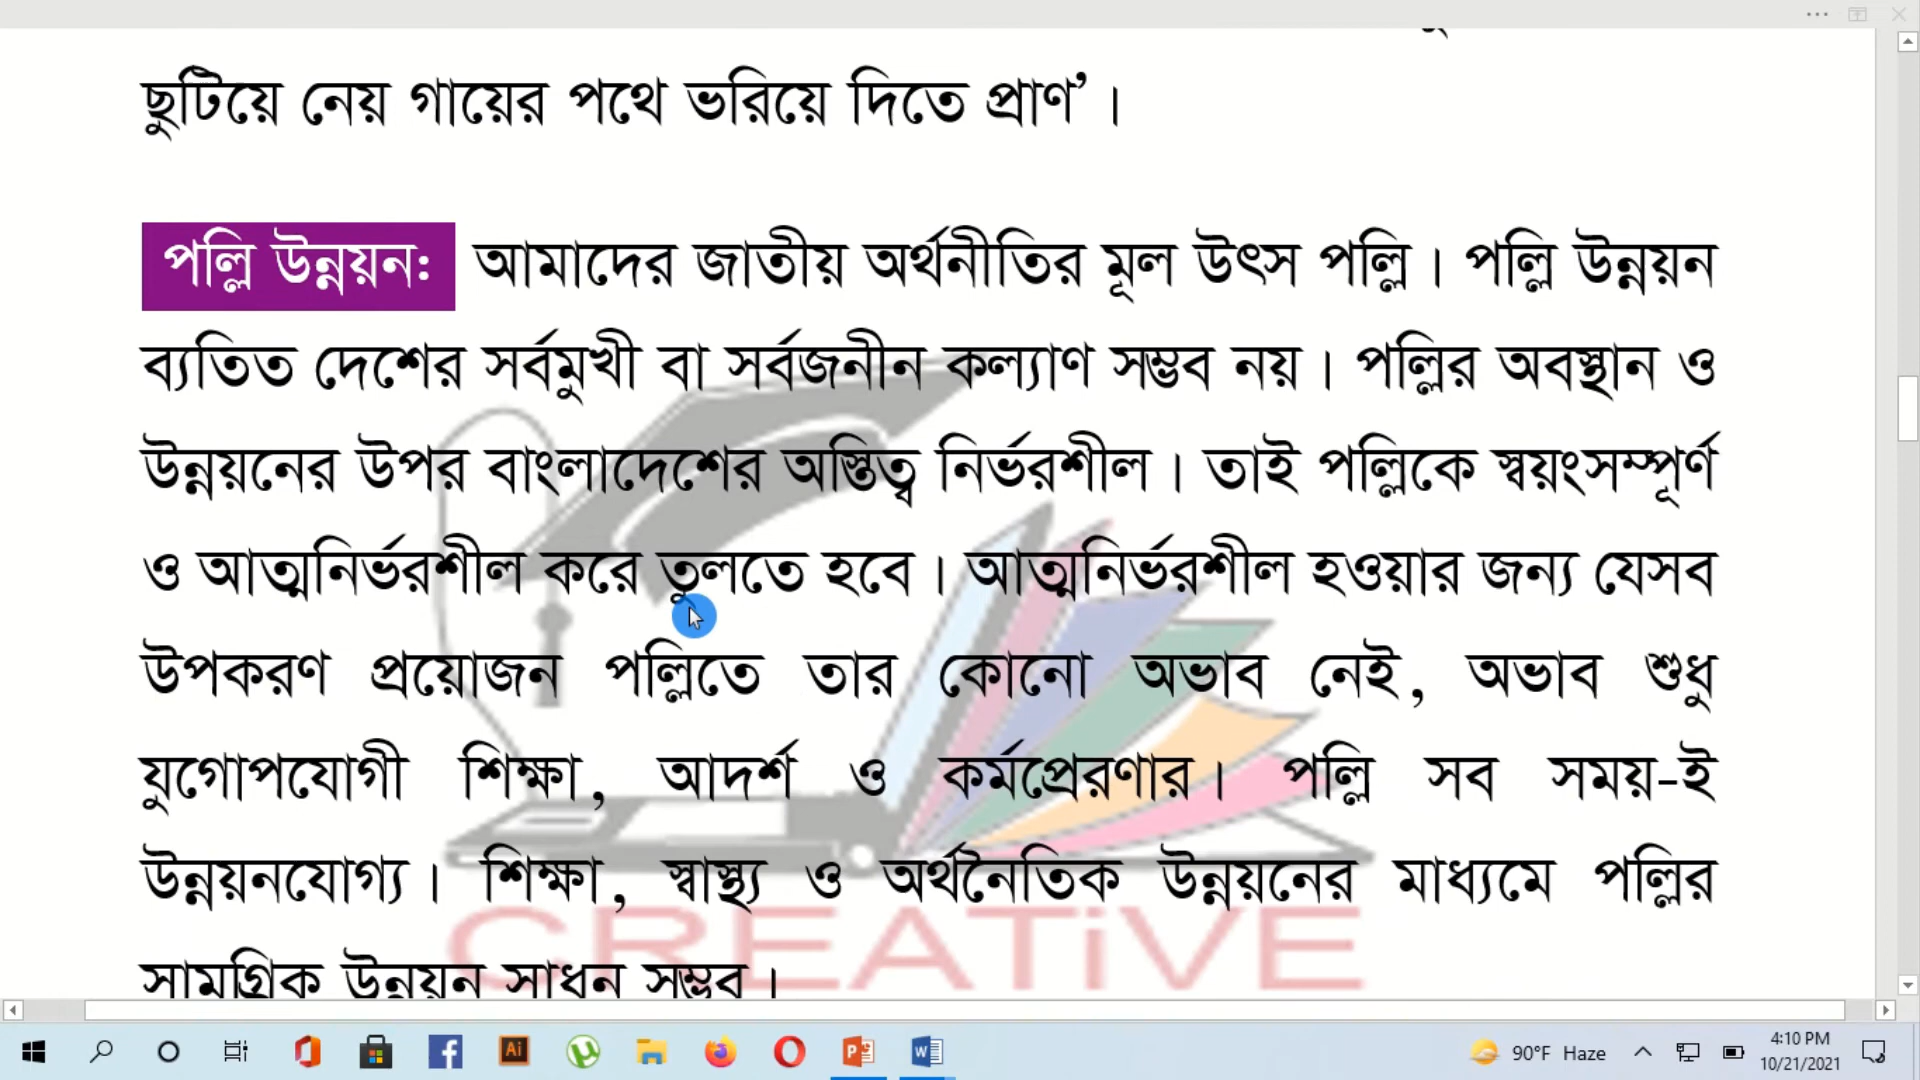 ছুটিয়ে নেয় গায়ের পথে ভরিয়ে দিতে প্রাণ’।
পল্লি উন্নয়নঃ আমাদের জাতীয় অর্থনীতির মূল উৎস পল্লি। পল্লি উন্নয়ন
ব্যতিত দেশের সর্বমুখী বা সর্বজনীন কল্যাণ সম্ভব নয়। পল্লির অবস্থান ও
উন্নয়নের উপর বাংলাদেশের অস্তিত্ব নির্ভরশীল। তাই পল্লিকে স্বয়ংসম্পূর্ণ
ও আত্মনির্ভরশীল করে তুলতে হবে। আত্মনির্ভরশীল হওয়ার জন্য যেসব
উপকরণ প্রয়োজন পল্লিতে তার কোনো অভাব নেই, অভাব শুধু
যুগোপযোগী শিক্ষা, আদর্শ ও কর্মপ্রেরণার। পল্লি সব সময়-ই
উন্নয়নযোগ্য। শিক্ষা, স্বাস্থ্য ও অর্থনৈতিক উন্নয়নের মাধ্যমে পল্লির
CREATiVE
সামগ্রিক উন্নয়ন সাধন সম্ভব।
Ai
90°F Haze
4:10 PM
10/21/2021